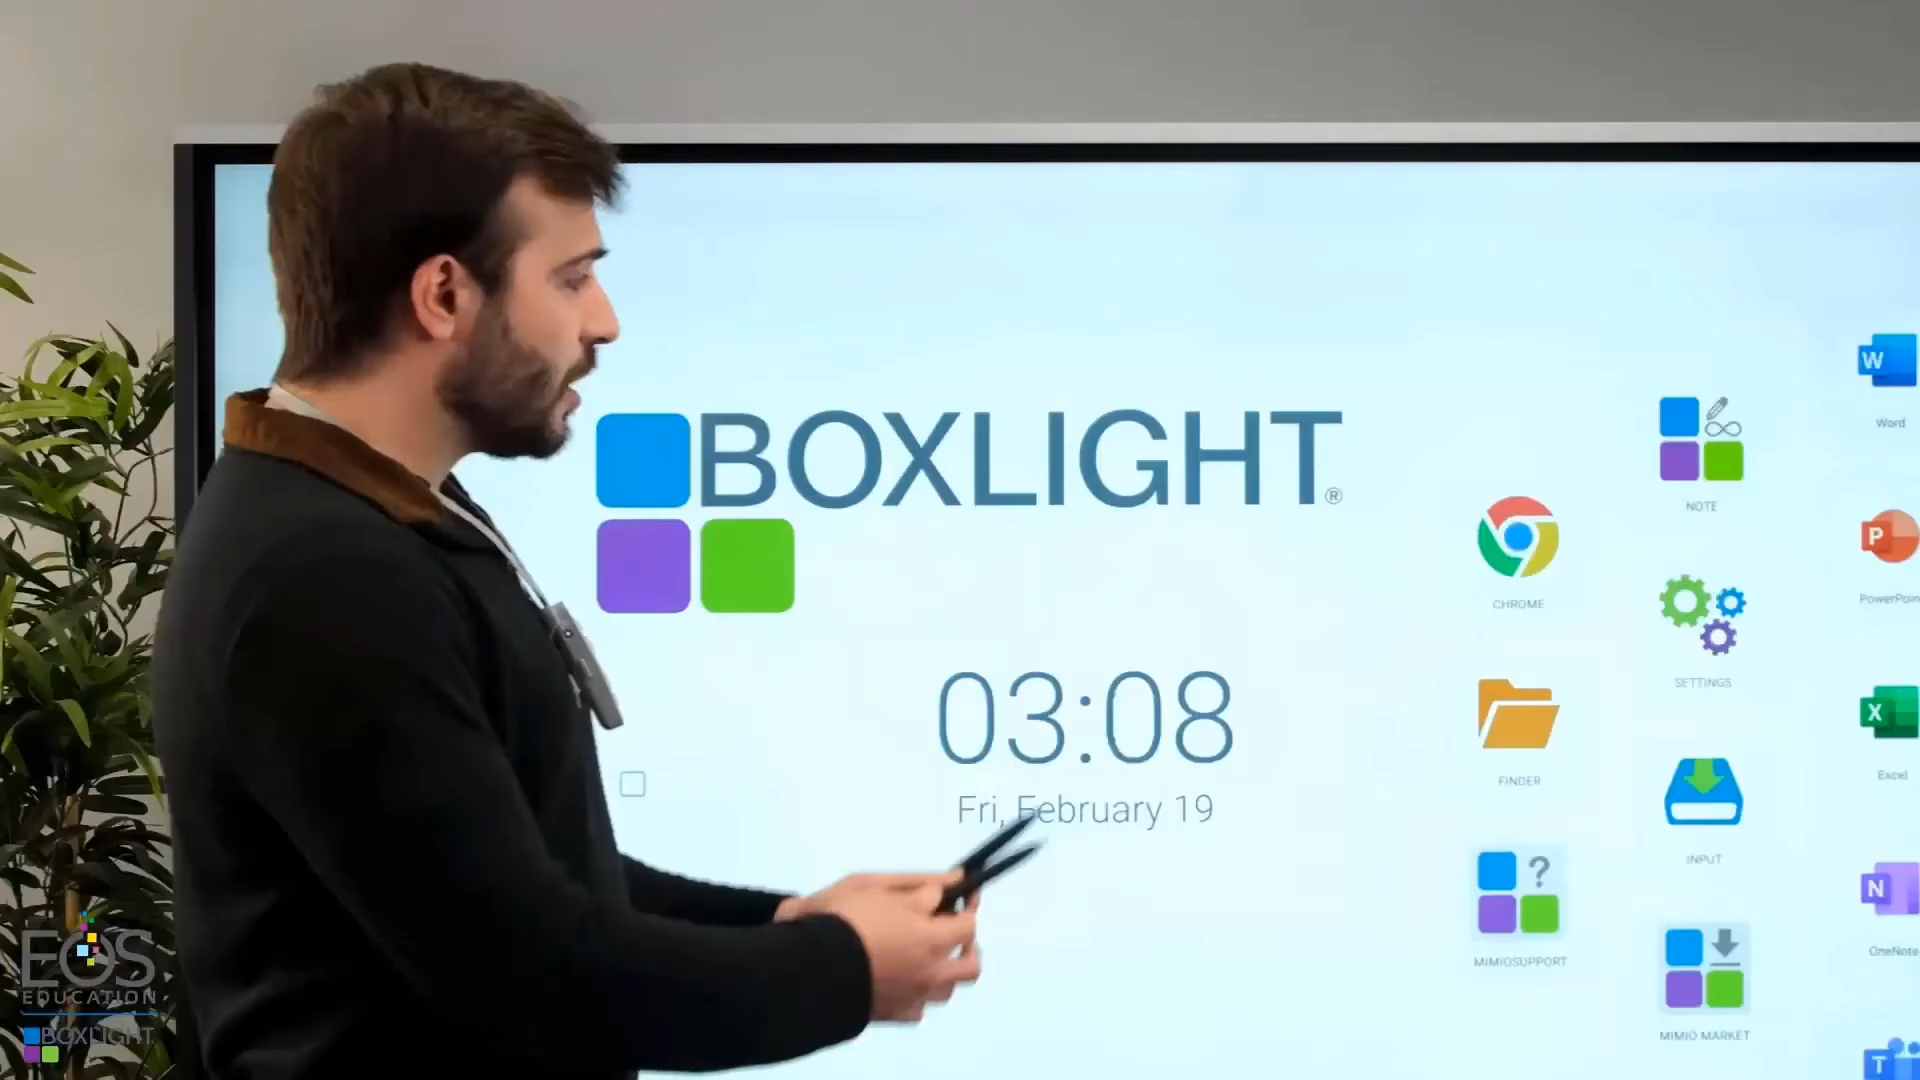 BOXLIGHT®
03:08
Fri, February 19
CHROME
FINDER
?
MIMIOSUPPORT
NOTE
SETTINGS
INPUT
MIMIO MARKET
W
Word
P
PowerPoin
X
Excel
N
OneNote
T
EOS
EDUCATION
BOXLIGHT